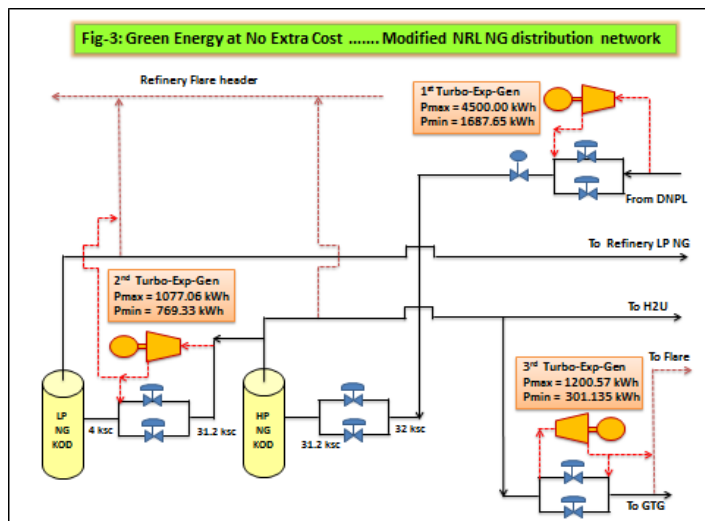 Fig-3: Green Energy at No Extra Cost ....... Modified NRL NG distribution network
Refinery Flare header
1st Turbo-Exp-Gen
Pmax = 4500.00 kWh
Pmin = 1687.65 kWh
From DNPL
To Refinery LP NG
2nd Turbo-Exp-Gen
Pmax = 1077.06 kWh
Pmin = 769.33 kWh
To H2U
To Flare
3rd Turbo-Exp-Gen
Pmax = 1200.57 kWh
Pmin = 301.135 kWh
LP
NG
KOD
4 ksc
31.2 ksc
HP
NG
KOD
31.2 ksc
32 ksc
To GTG